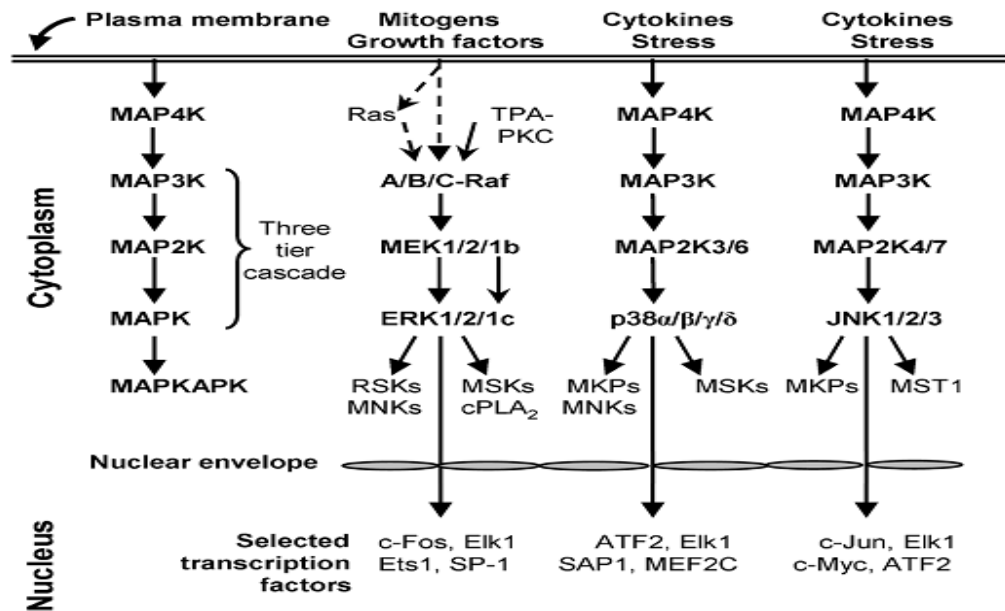 Plasma membrane
Mitogens
Growth factors
Cytokines
Stress
Cytokines
Stress
Cytoplasm
MAP4K
Ras
TPA-
PKC
MAP4K
MAP4K
MAP3K
A/B/C-Raf
MAP3K
MAP3K
Three
tier
cascade
MAP2K
MEK1/2/1b
MAP2K3/6
MAP2K4/7
MAPK
ERK1/2/1c
p38α/β/γ/δ
JNK1/2/3
MAPKAPK
RSKs
MNKs
MSKs
cPLA₂
MKPs
MNKs
MSKs
MKPs
MST1
Nuclear envelope
Nucleus
Selected
transcription
factors
c-Fos, Elk1
Ets1, SP-1
ATF2, Elk1
SAP1, MEF2C
c-Jun, Elk1
c-Myc, ATF2